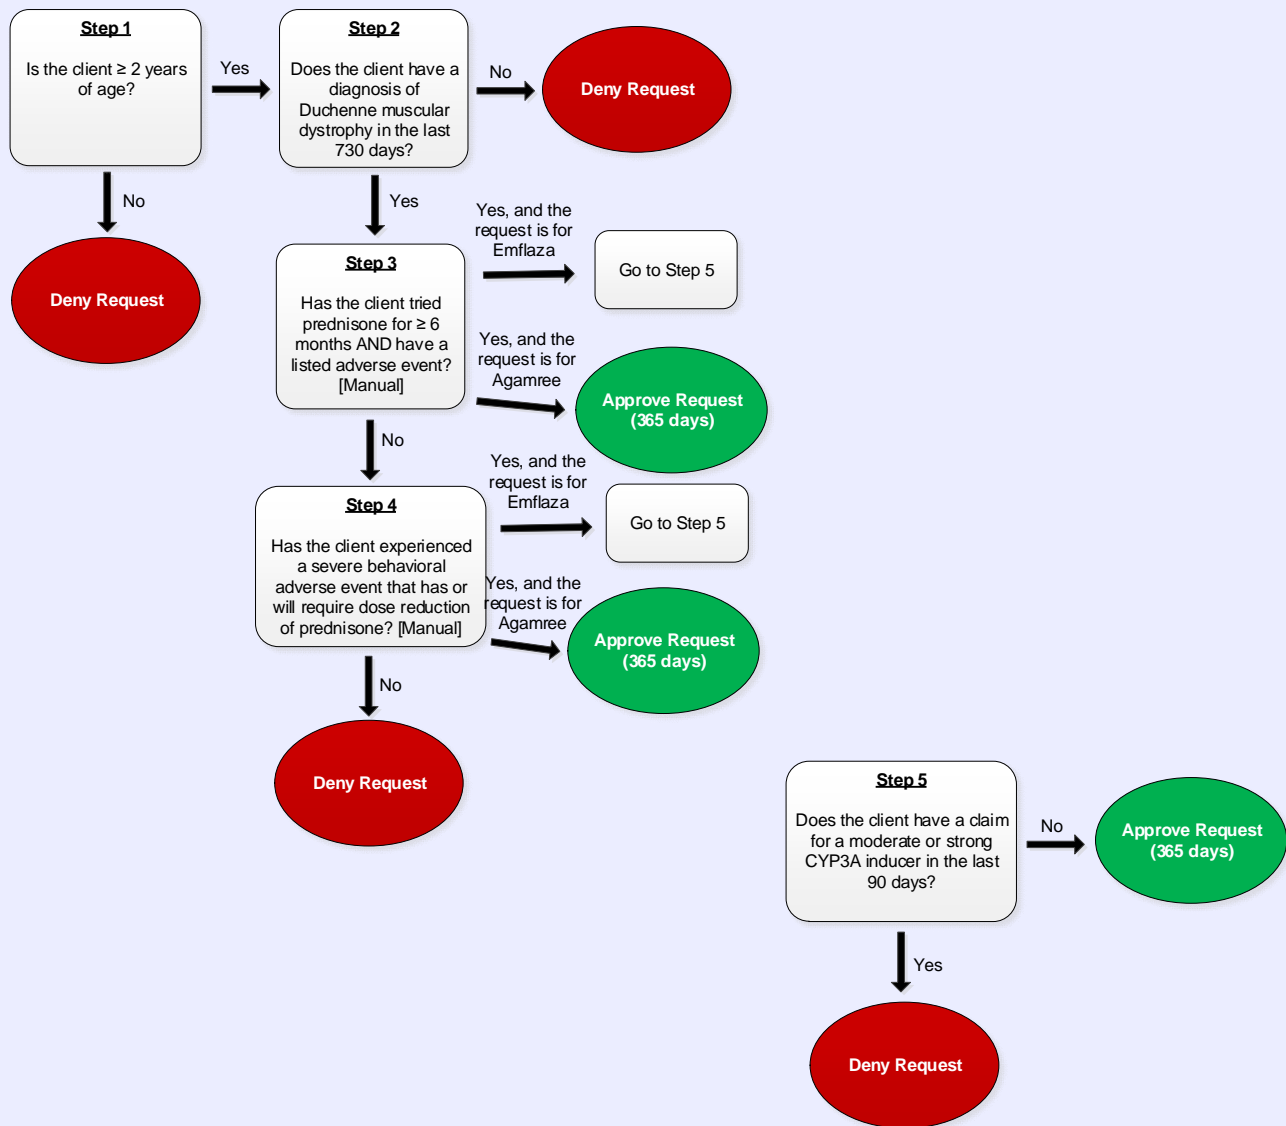 Step 1
Is the client ≥ 2 years
of age?
Yes
Step 2
Does the client have a
diagnosis of
Duchenne muscular
dystrophy in the last
730 days?
No
Deny Request
No
Deny Request
Yes
Step 3
Has the client tried
prednisone for ≥ 6
months AND have a
listed adverse event?
[Manual]
Yes, and the
request is for
Emflaza
Go to Step 5
Yes, and the
request is for
Agamree
Approve Request
(365 days)
No
Step 4
Has the client experienced
a severe behavioral
adverse event that has or
will require dose reduction
of prednisone? [Manual]
Yes, and the
request is for
Emflaza
Go to Step 5
Yes, and the
request is for
Agamree
Approve Request
(365 days)
No
Deny Request
Step 5
Does the client have a claim
for a moderate or strong
CYP3A inducer in the last
90 days?
No
Approve Request
(365 days)
Yes
Deny Request